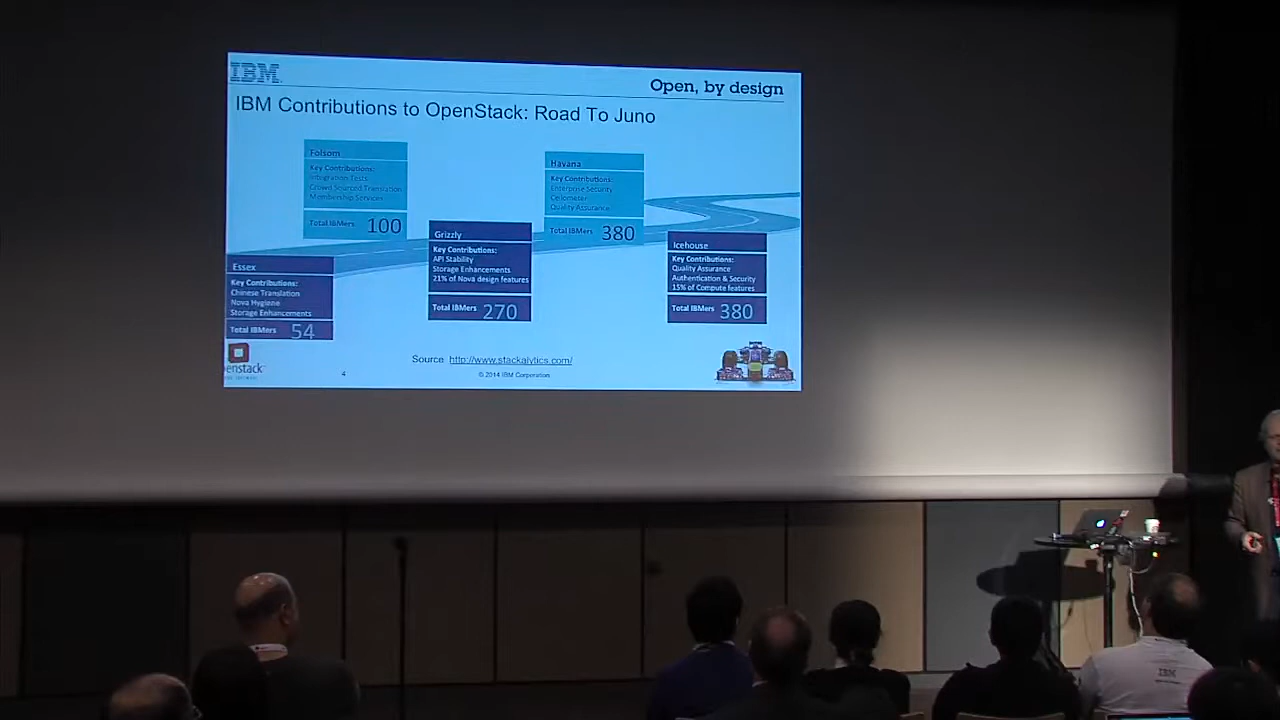 IBM.
Open, by design
IBM Contributions to OpenStack: Road To Juno
Folsom
Key Contributions:
Integration Tests
Crowd Sourced Translation
Membership Services
Total IBMers 100
Havana
Key Contributions:
Enterprise Security
Ceilometer
Quality Assurance
Total IBMers 380
Grizzly
Key Contributions:
API Stability
Storage Enhancements
21% of Nova design features
Total IBMers 270
Icehouse
Key Contributions:
Quality Assurance
Authentication & Security
15% of Compute features
Total IBMers 380
Essex
Key Contributions:
Chinese Translation
Nova Hygiene
Storage Enhancements
Total IBMers 54
enstack
Source http://www.stackalytics.com/
4
© 2014 IBM Corporation
IBM